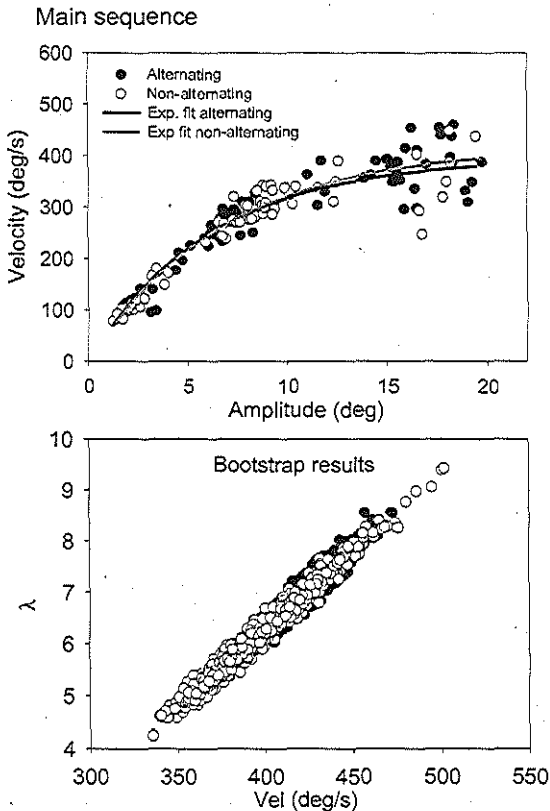 Main sequence
600
500
400
300
200
100
0
Velocity (deg/s)
Alternating
Non-alternating
Exp. fit alternating
Exp fit non-alternating
0 5 10 15 20
Amplitude (deg)
10
9
8
7
6
5
4
λ
Bootstrap results
300 350 400 450 500
Vel (deg/s)